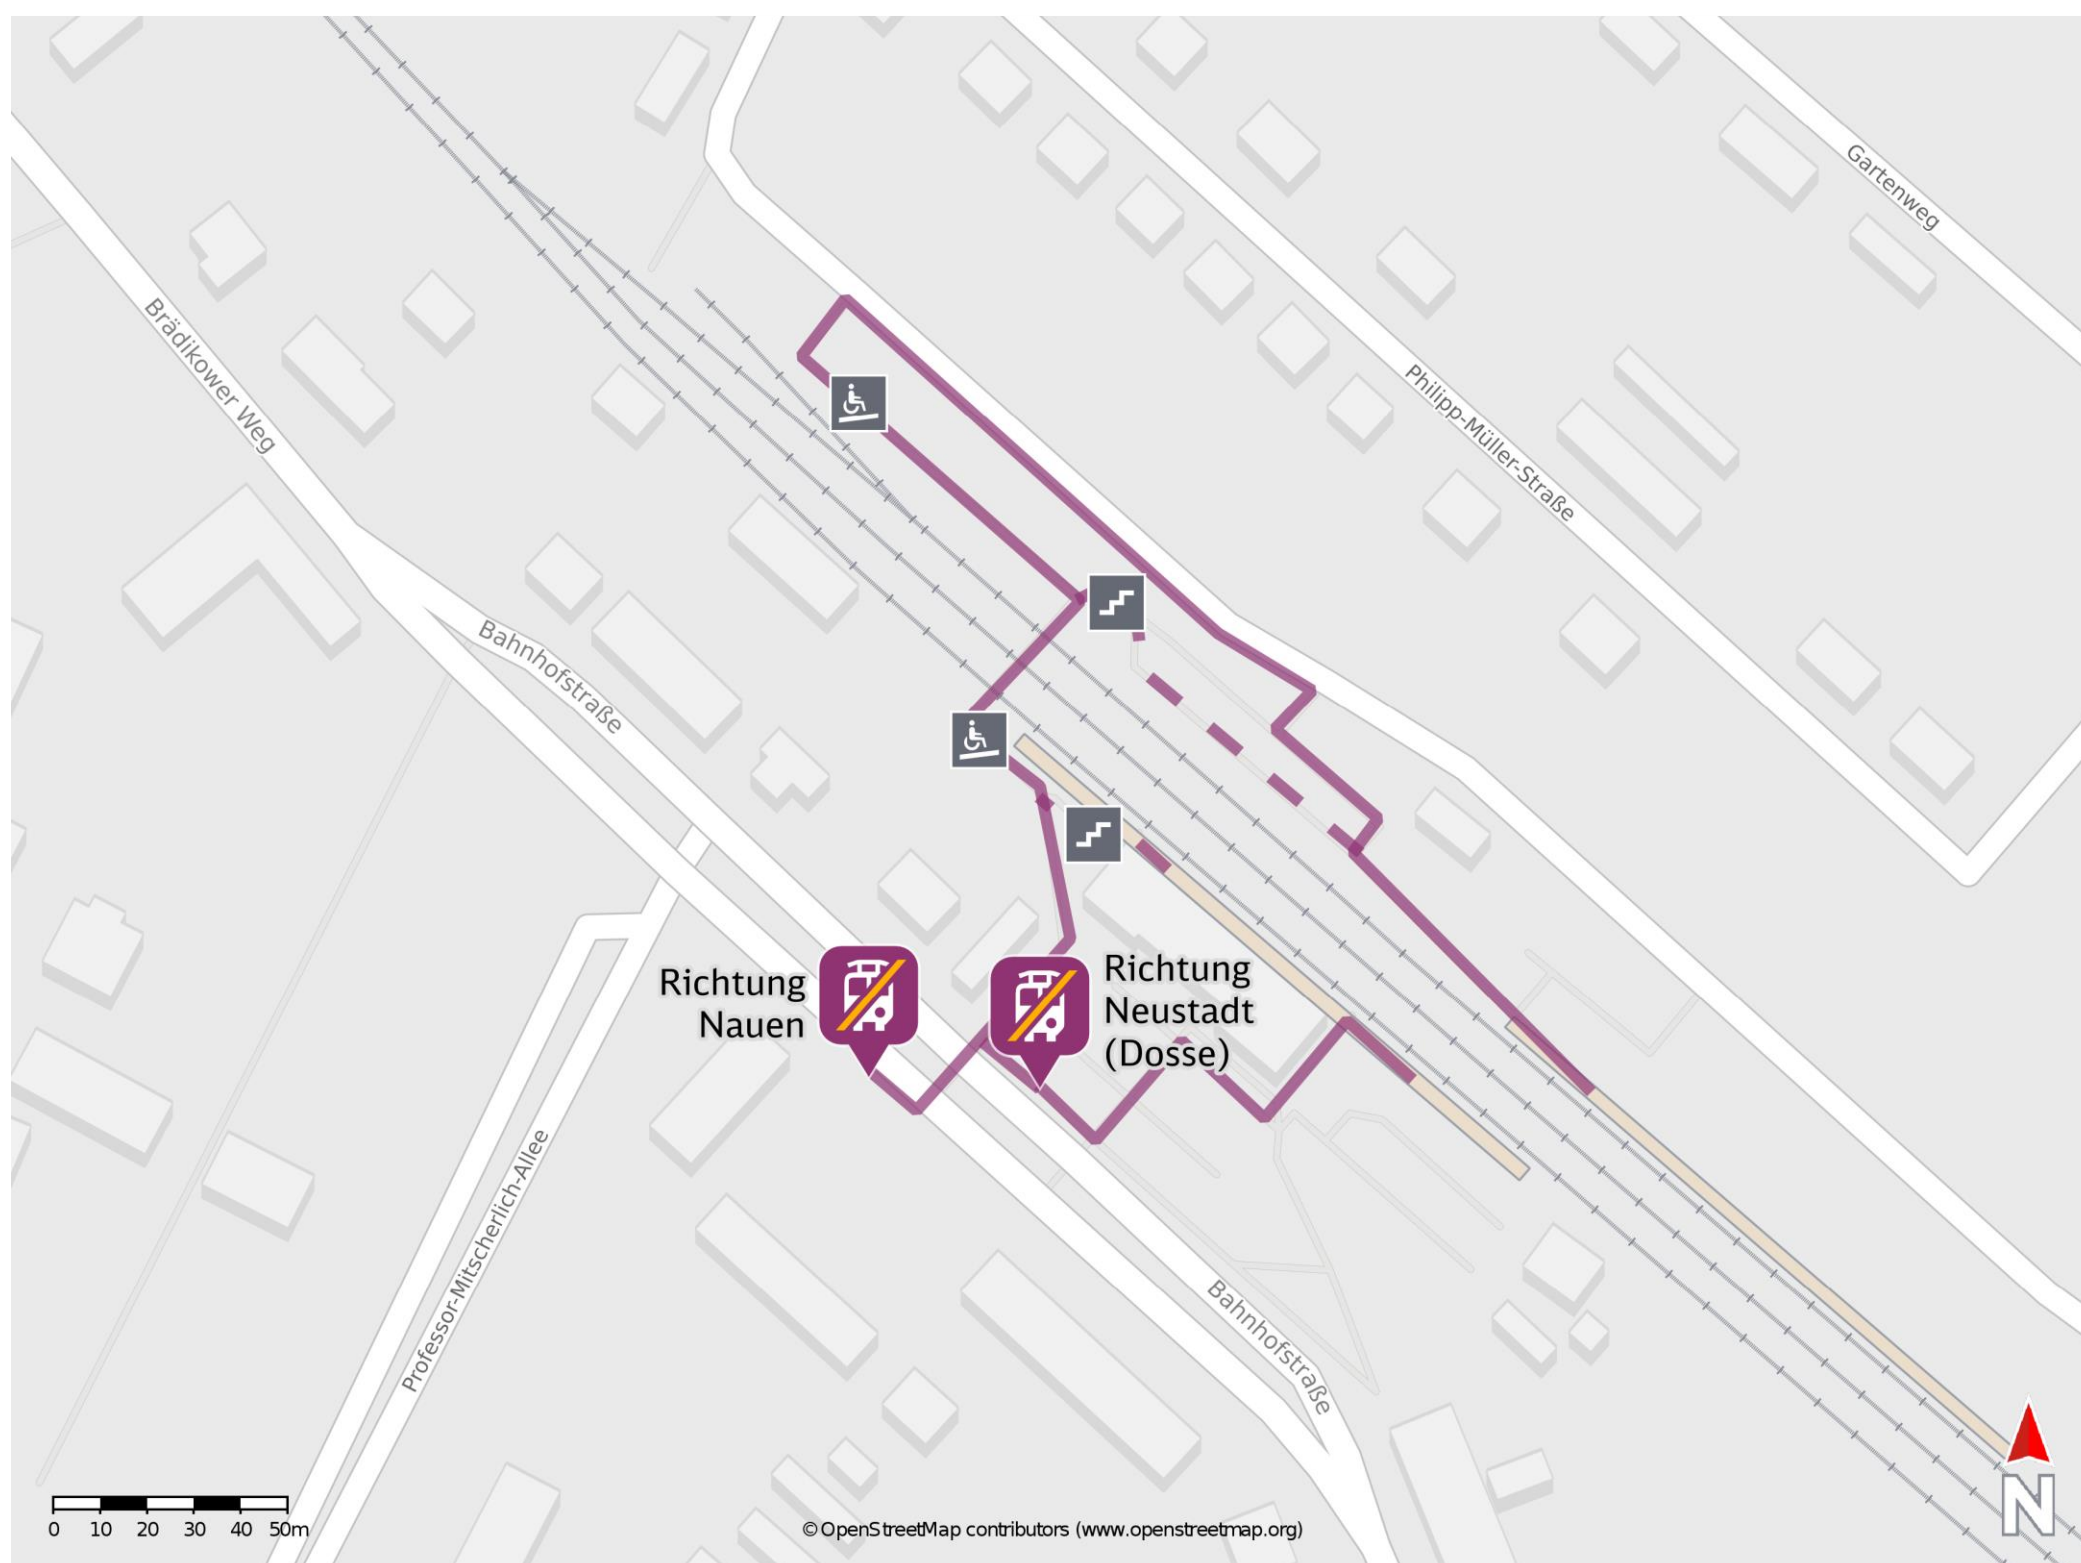 Gartenweg
Brädikower Weg
Philipp-Müller-Straße
Bahnhofstraße
Richtung
Nauen
Richtung
Neustadt
(Dosse)
Professor-Mitscherlich-Allee
Bahnhofstraße
N
0 10 20 30 40 50m
© OpenStreetMap contributors (www.openstreetmap.org)